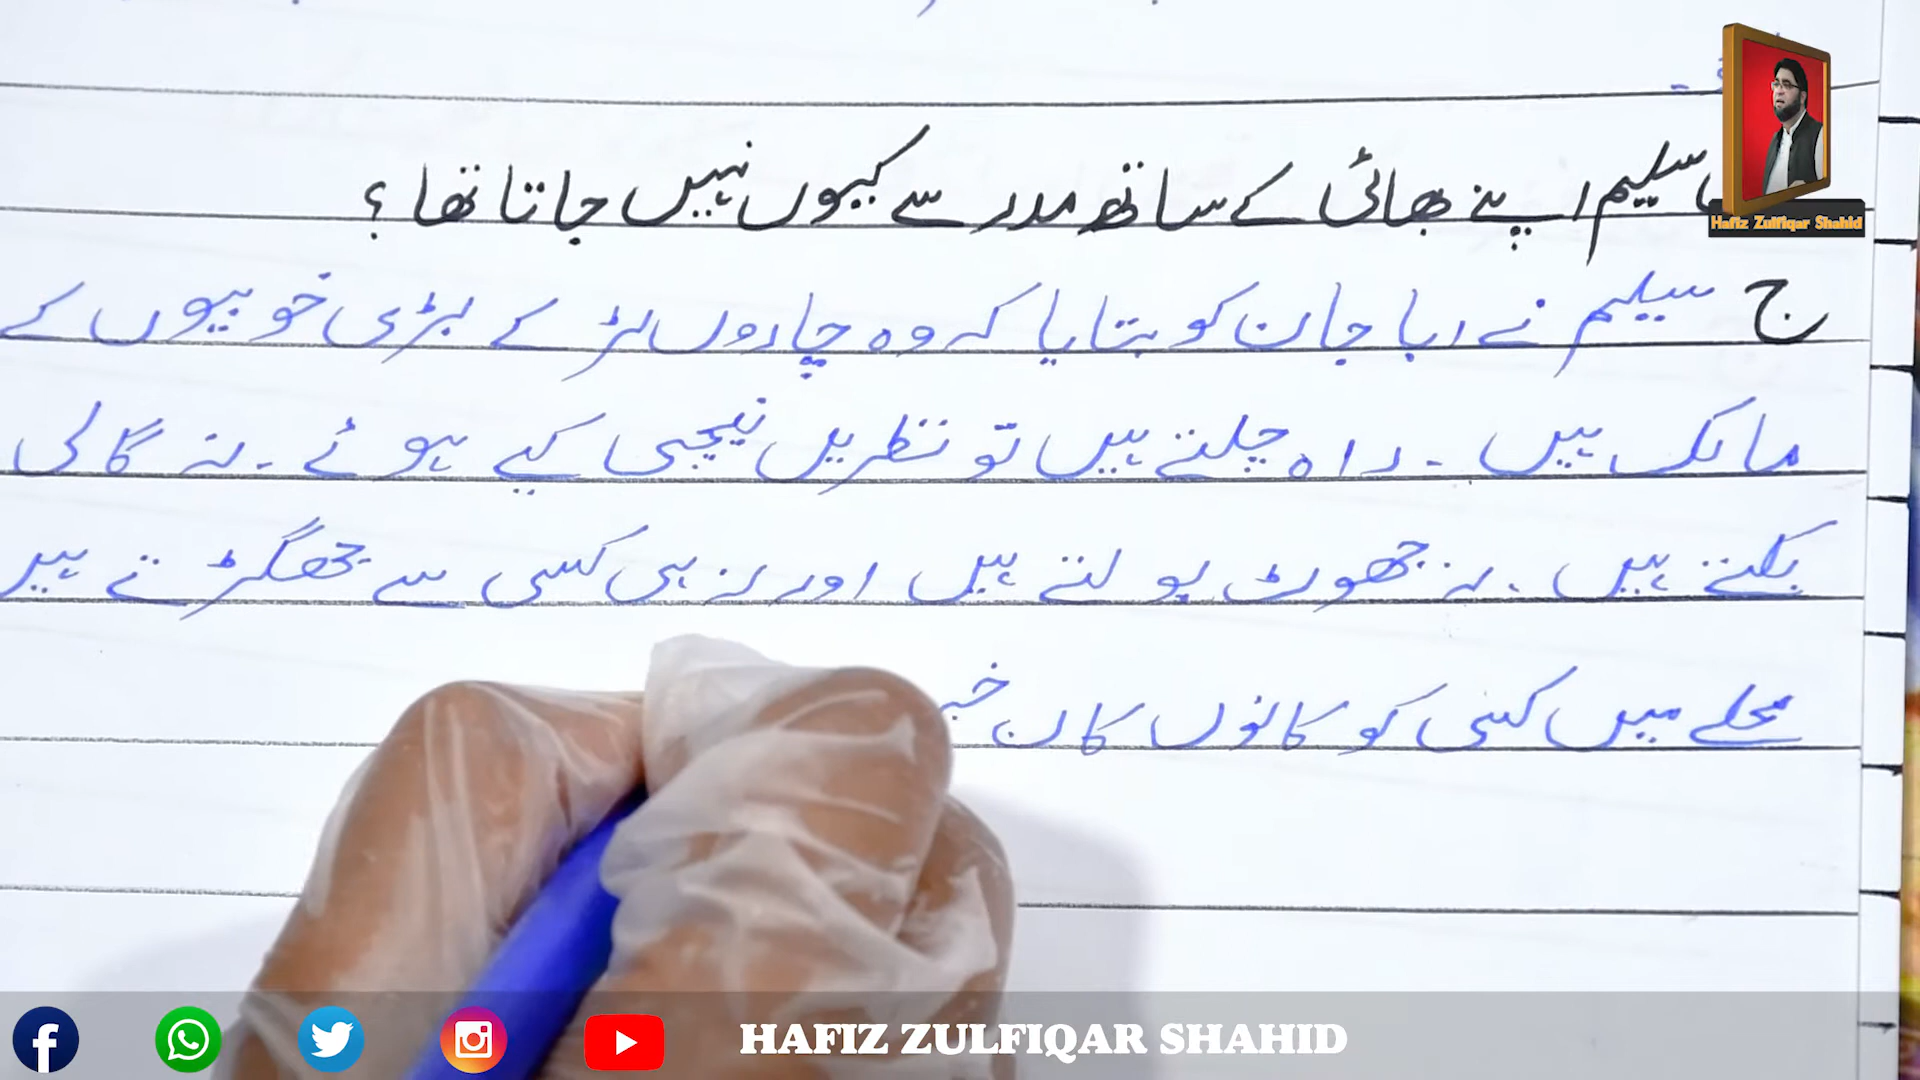 سلیم اپنے بھائی کے ساتھ مدرسے کیوں نہیں جاتا تھا ؟
ج سلیم نے ابا جان کو بتایا کہ وہ چاروں لڑکے بڑی خوبیوں کے
مالک ہیں ۔ راہ چلتے ہیں تو نظریں نیچی کیے ہوئے ۔ نہ گالی
بکتے ہیں ۔ نہ جھوٹ بولتے ہیں اور نہ ہی کسی سے جھگڑتے ہیں
محلے میں کسی کو کانوں کان خبر
Hafiz Zulfiqar Shahid
HAFIZ ZULFIQAR SHAHID